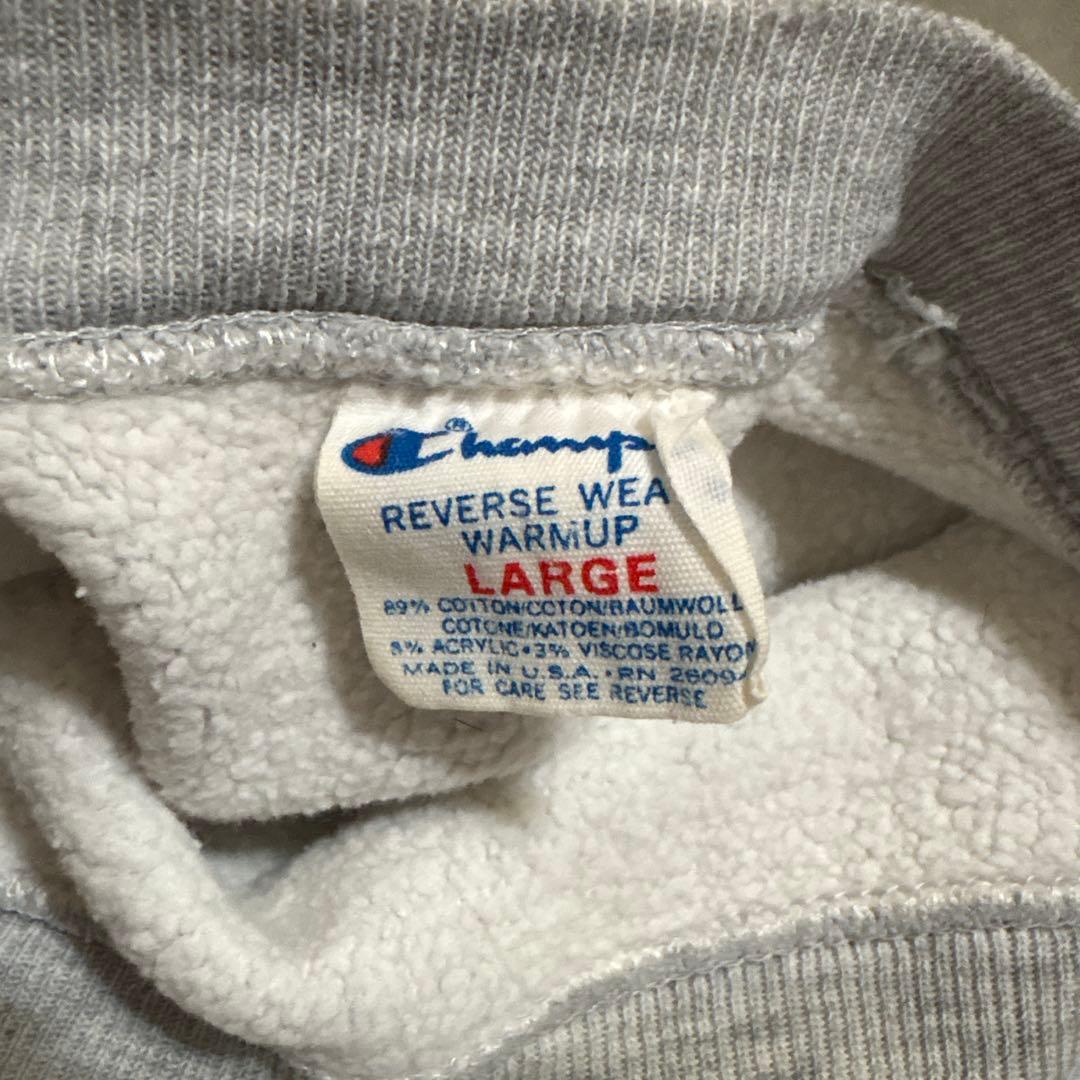 Champ®
REVERSE WEA
WARMUP
LARGE
89% COTTON/COTON/BAUMWOLL
COTONE/KATOEN/BOMULD
8% ACRYLIC•3% VISCOSE RAYON
MADE IN U.S.A. • RN 26094
FOR CARE SEE REVERSE